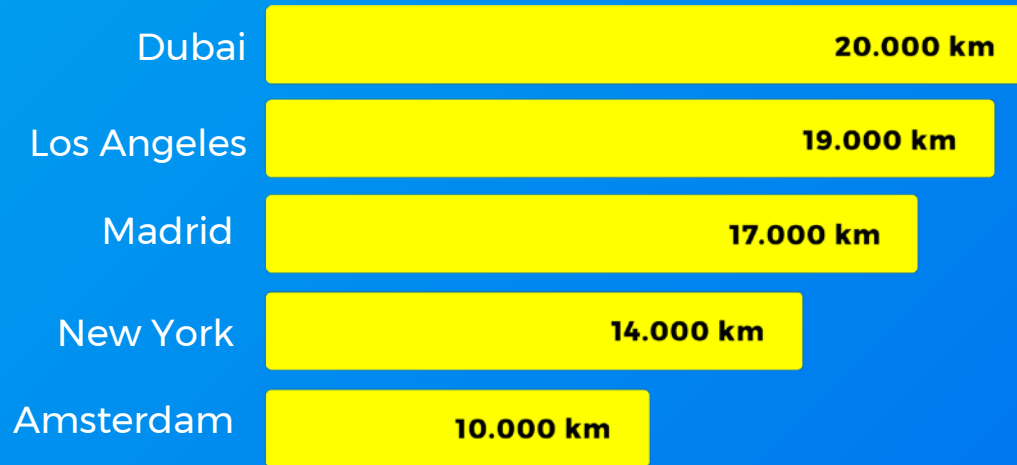 Dubai 20.000 km
Los Angeles 19.000 km
Madrid 17.000 km
New York 14.000 km
Amsterdam 10.000 km